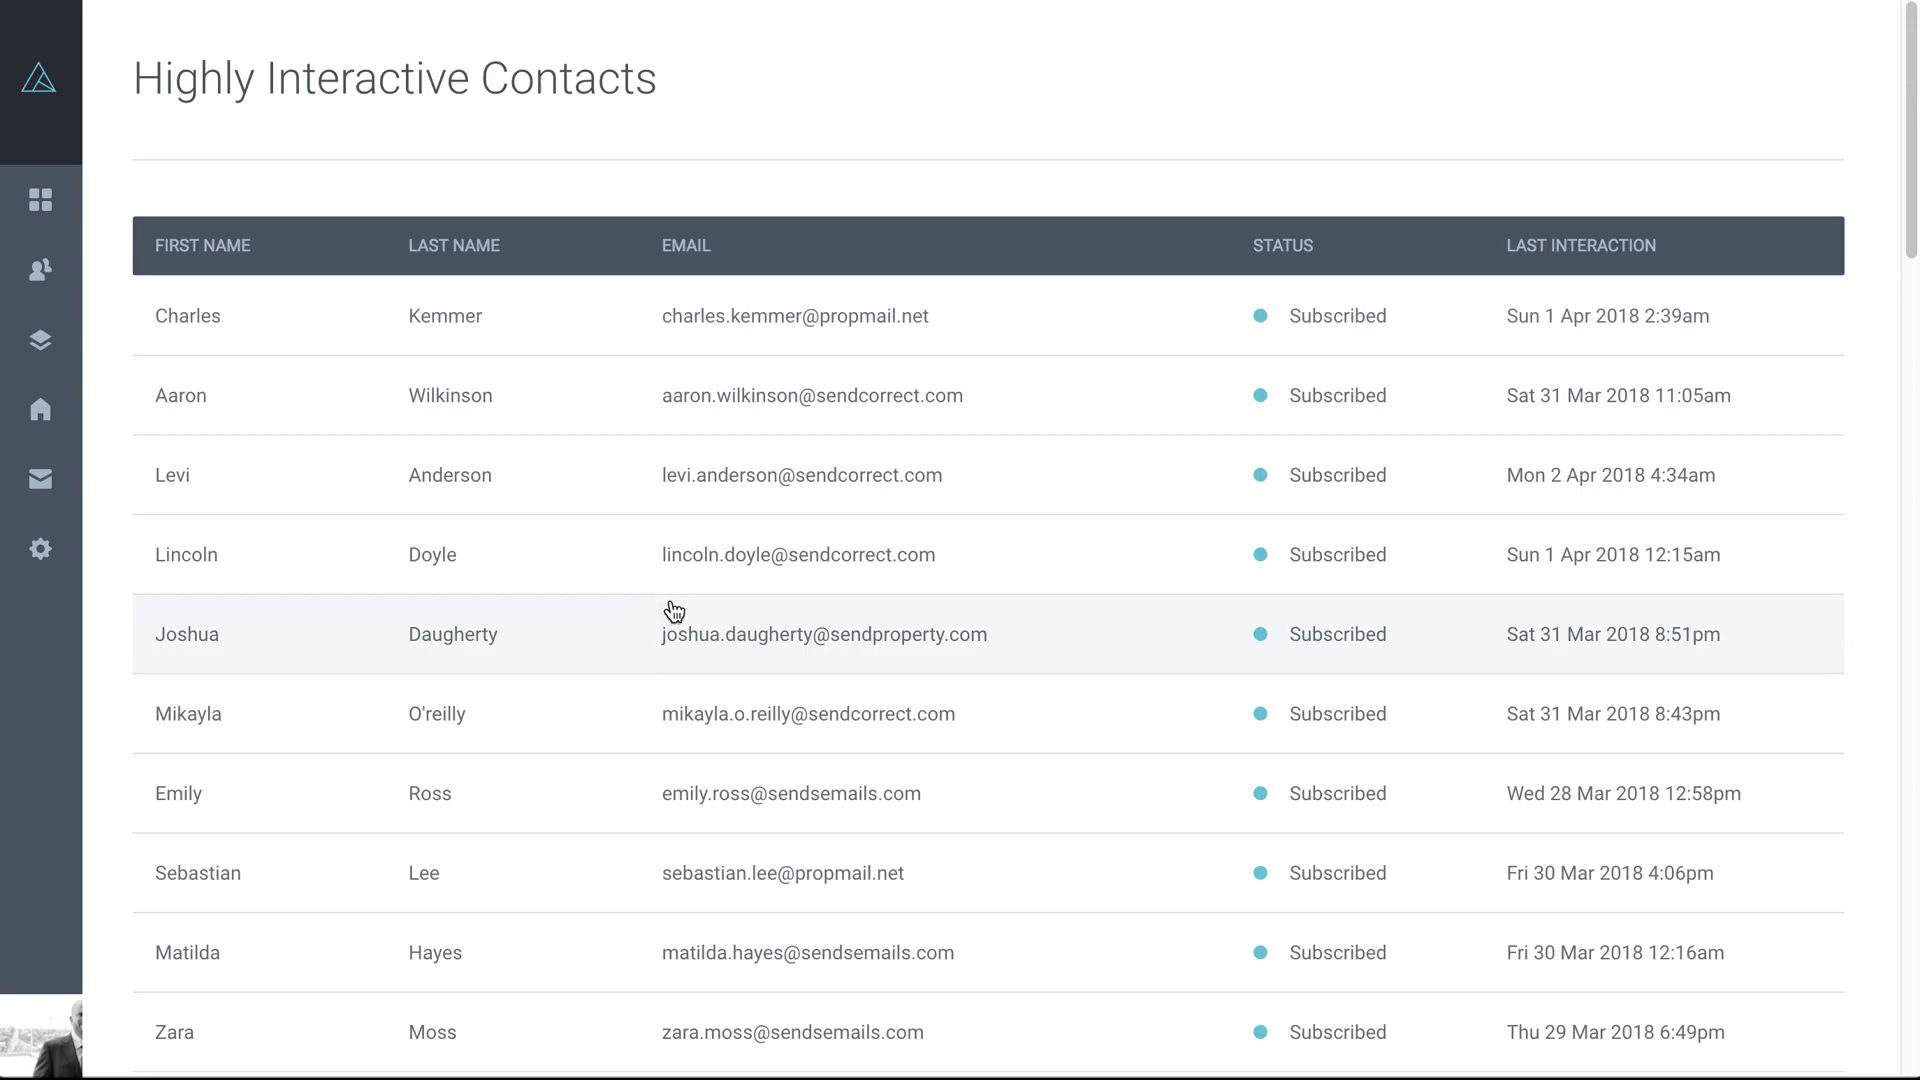 Highly Interactive Contacts
FIRST NAME LAST NAME EMAIL STATUS LAST INTERACTION
Charles Kemmer charles.kemmer@propmail.net Subscribed Sun 1 Apr 2018 2:39am
Aaron Wilkinson aaron.wilkinson@sendcorrect.com Subscribed Sat 31 Mar 2018 11:05am
Levi Anderson levi.anderson@sendcorrect.com Subscribed Mon 2 Apr 2018 4:34am
Lincoln Doyle lincoln.doyle@sendcorrect.com Subscribed Sun 1 Apr 2018 12:15am
Joshua Daugherty joshua.daugherty@sendproperty.com Subscribed Sat 31 Mar 2018 8:51pm
Mikayla O'reilly mikayla.o.reilly@sendcorrect.com Subscribed Sat 31 Mar 2018 8:43pm
Emily Ross emily.ross@sendsemails.com Subscribed Wed 28 Mar 2018 12:58pm
Sebastian Lee sebastian.lee@propmail.net Subscribed Fri 30 Mar 2018 4:06pm
Matilda Hayes matilda.hayes@sendsemails.com Subscribed Fri 30 Mar 2018 12:16am
Zara Moss zara.moss@sendsemails.com Subscribed Thu 29 Mar 2018 6:49pm